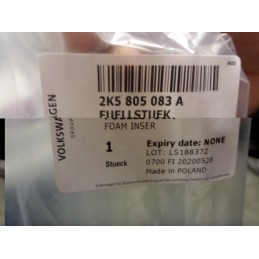 2K5 805 083 A
FUELLSTUEK
FOAM INSER
1
Stueck
Expiry date: NONE
LOT: LS188372
0700 FI 20200528
Made in POLAND
VOLKSWAGEN
GROUP